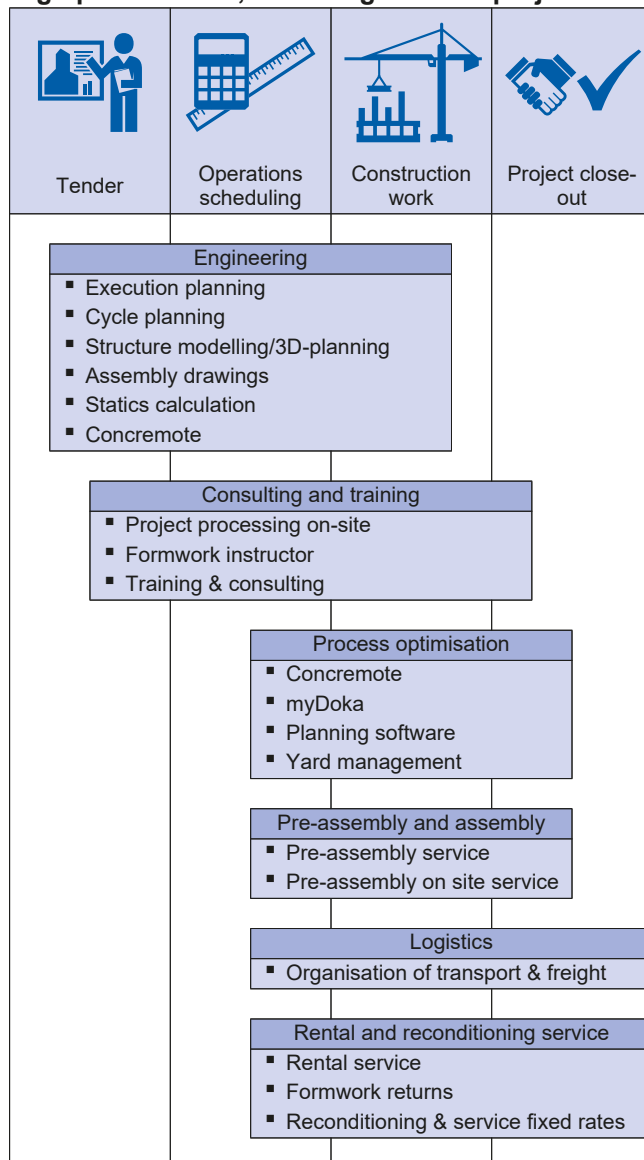 Tender
Operations
scheduling
Construction
work
Project close-
out
Engineering
▪ Execution planning
▪ Cycle planning
▪ Structure modelling/3D-planning
▪ Assembly drawings
▪ Statics calculation
▪ Concremote
Consulting and training
▪ Project processing on-site
▪ Formwork instructor
▪ Training & consulting
Process optimisation
▪ Concremote
▪ myDoka
▪ Planning software
▪ Yard management
Pre-assembly and assembly
▪ Pre-assembly service
▪ Pre-assembly on site service
Logistics
▪ Organisation of transport & freight
Rental and reconditioning service
▪ Rental service
▪ Formwork returns
▪ Reconditioning & service fixed rates